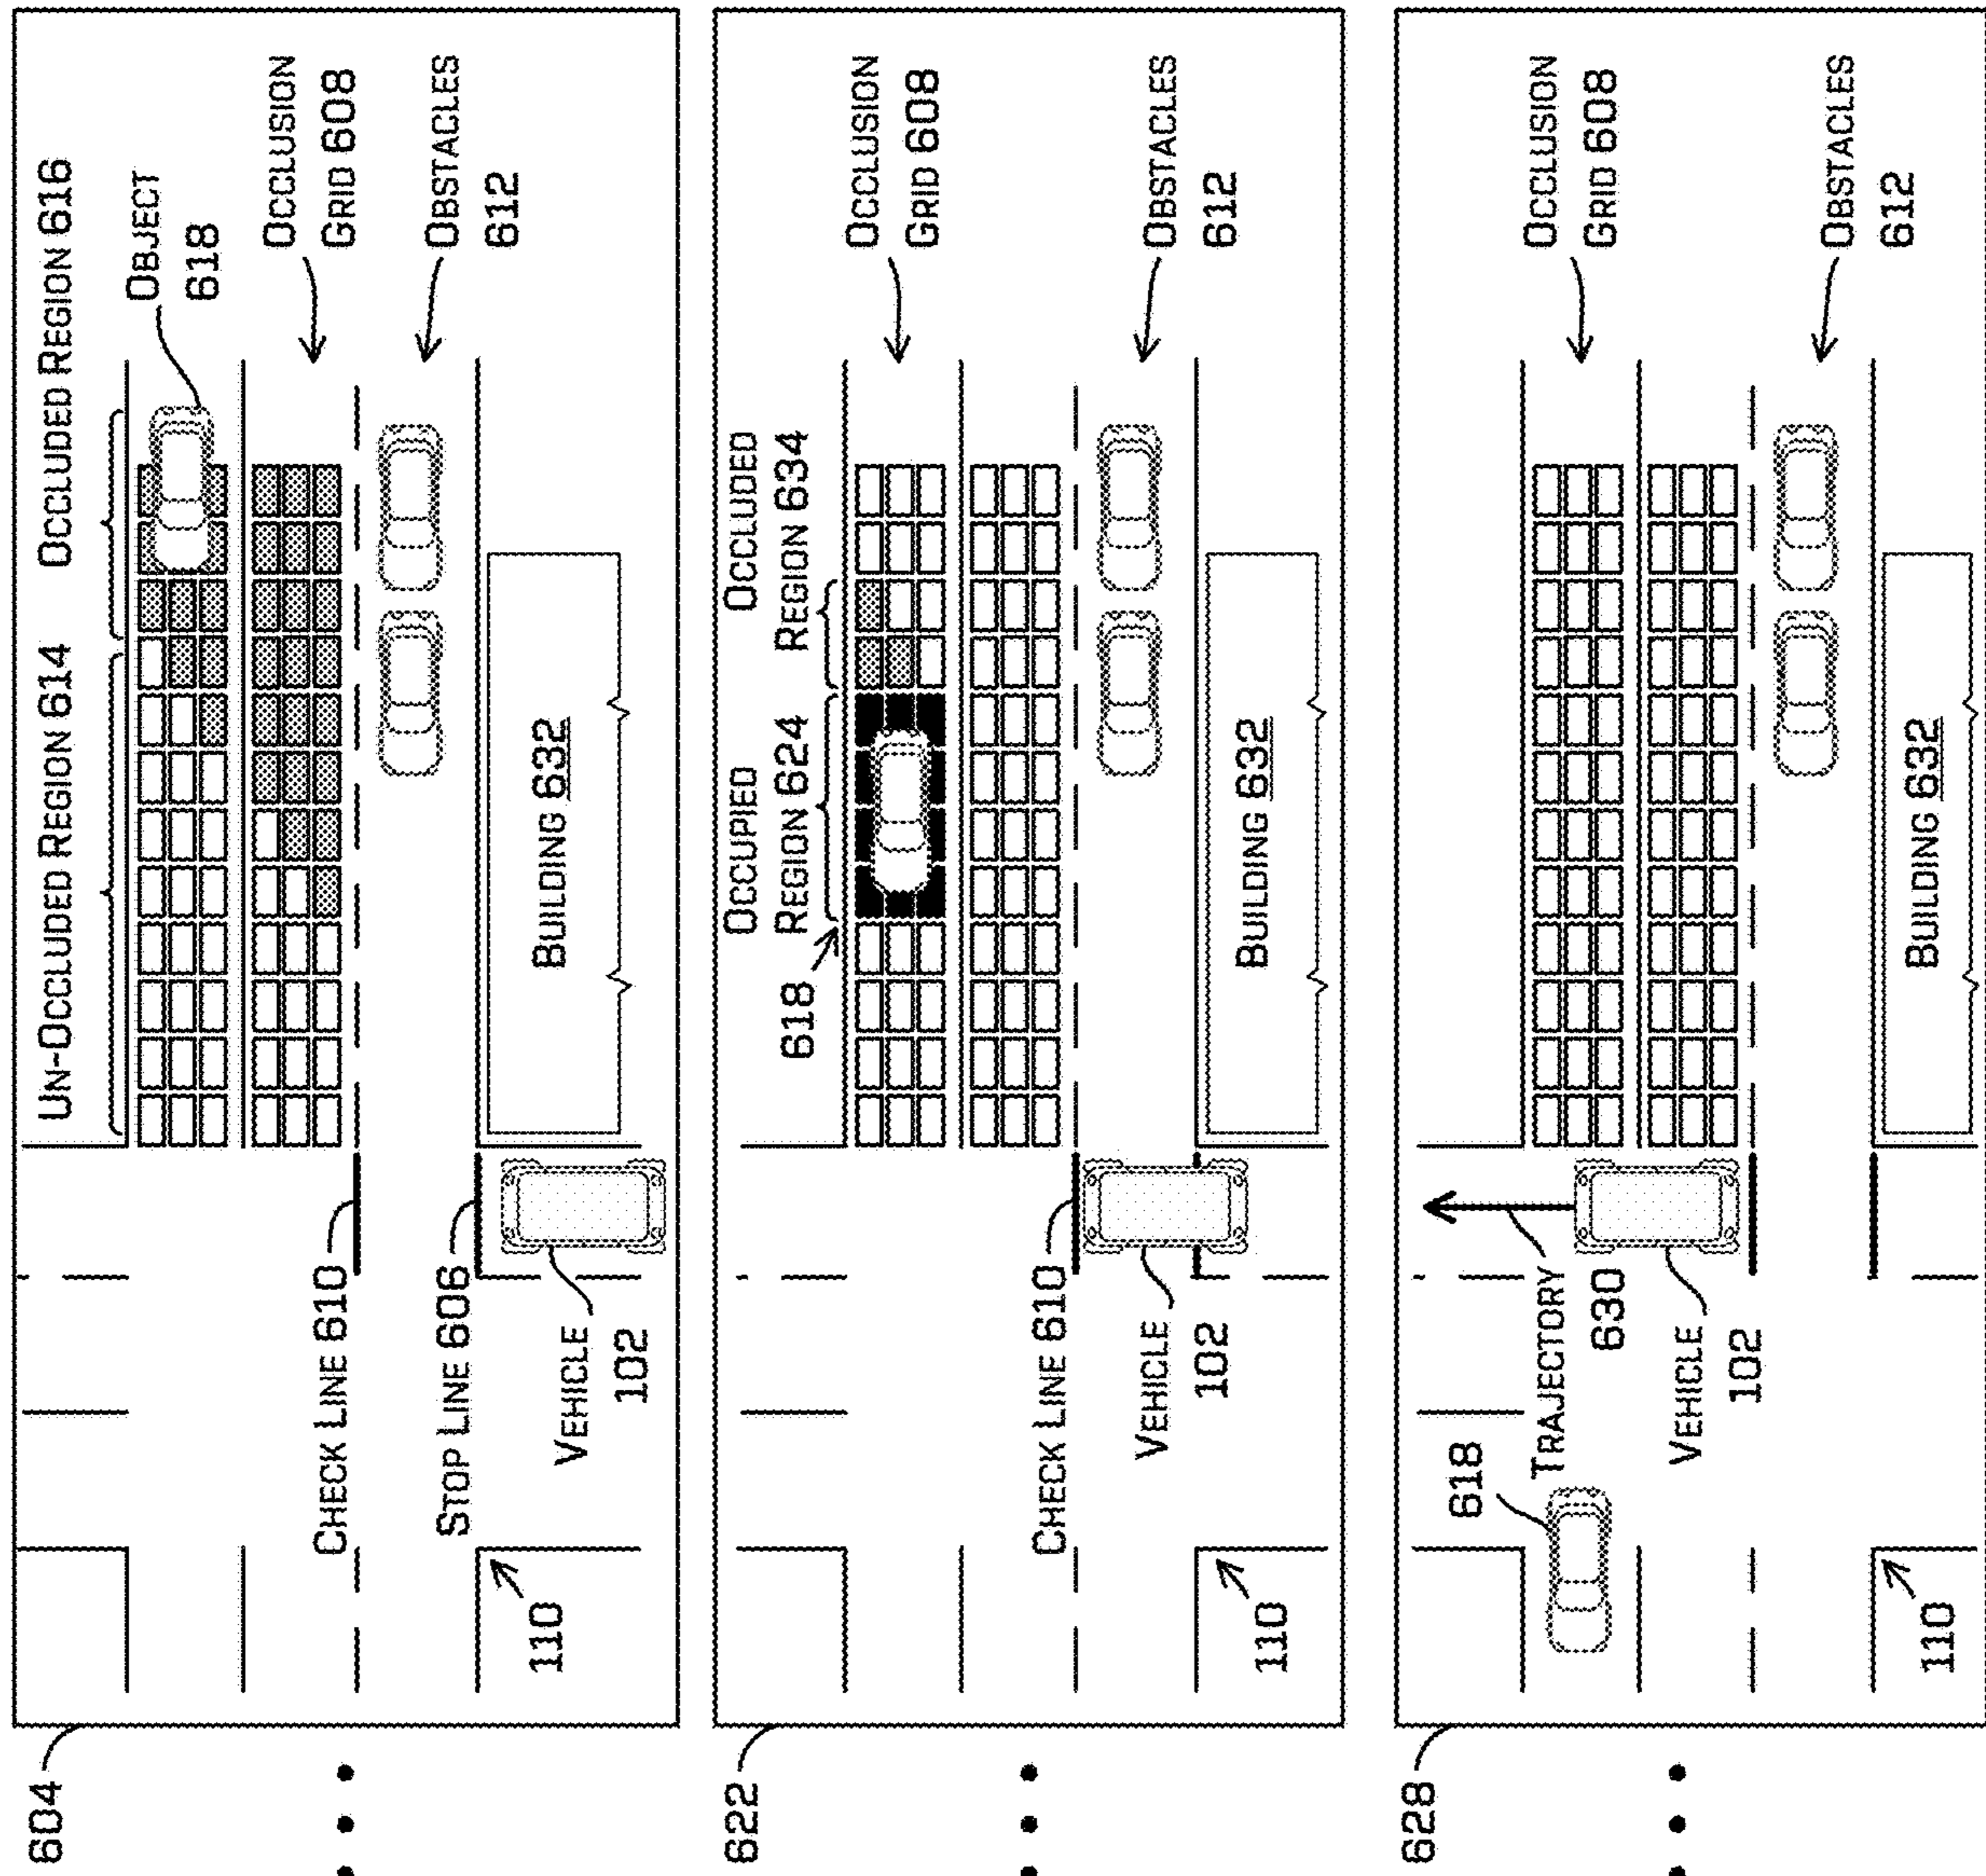 604
UN-OCCLUDED REGION 614
OCCLUDED REGION 616
OBJECT
618
OCCLUSION
GRID 608
OBSTACLES
612
CHECK LINE 610
STOP LINE 606
VEHICLE
102
BUILDING 632
110
622
OCCUPIED
REGION 624
OCCLUDED
REGION 634
618
OCCLUSION
GRID 608
OBSTACLES
612
CHECK LINE 610
VEHICLE
102
BUILDING 632
110
628
OCCLUSION
GRID 608
OBSTACLES
612
618
TRAJECTORY
630
VEHICLE
102
BUILDING 632
110